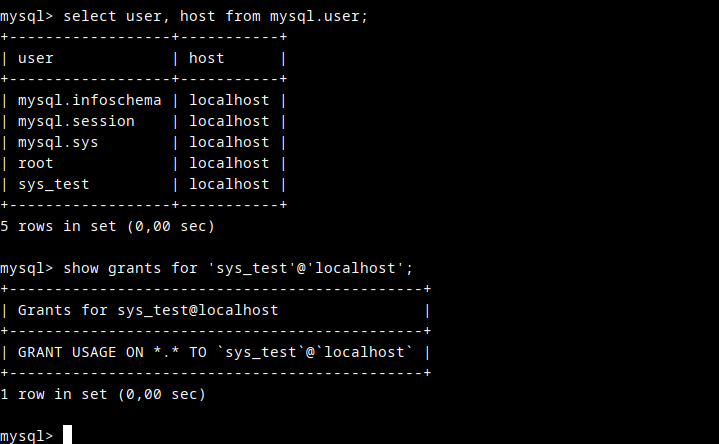 mysql> select user, host from mysql.user;
+------------------+-----------+
| user             | host      |
+------------------+-----------+
| mysql.infoschema | localhost |
| mysql.session    | localhost |
| mysql.sys        | localhost |
| root             | localhost |
| sys_test         | localhost |
+------------------+-----------+
5 rows in set (0,00 sec)

mysql> show grants for 'sys_test'@'localhost';
+----------------------------------------------+
| Grants for sys_test@localhost                |
+----------------------------------------------+
| GRANT USAGE ON *.* TO `sys_test`@`localhost` |
+----------------------------------------------+
1 row in set (0,00 sec)

mysql>